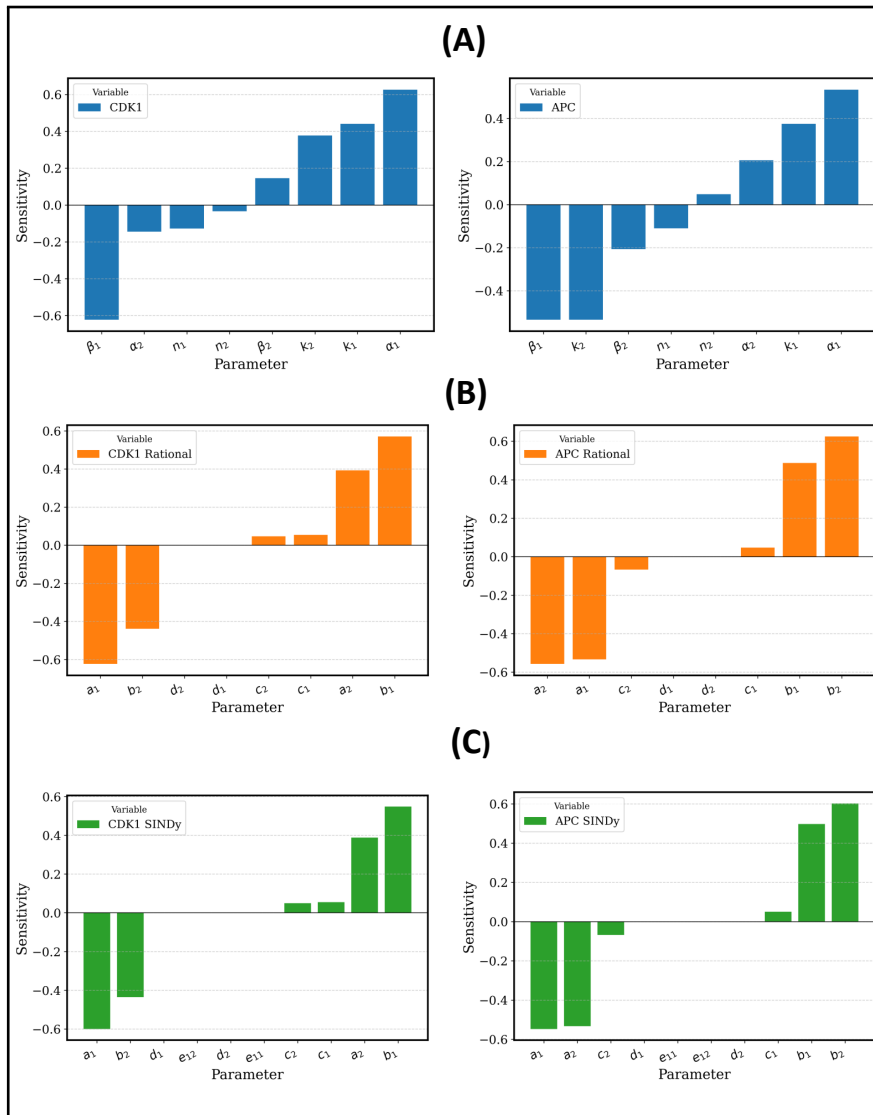 (A)
Variable
CDK1
Sensitivity
0.6
0.4
0.2
0.0
−0.2
−0.4
−0.6
β₁ α₂ n₁ n₂ β₂ k₂ k₁ α₁
Parameter
Variable
APC
Sensitivity
0.4
0.2
0.0
−0.2
−0.4
β₁ k₂ β₂ n₁ n₂ α₂ k₁ α₁
Parameter
(B)
Variable
CDK1 Rational
Sensitivity
0.6
0.4
0.2
0.0
−0.2
−0.4
−0.6
a₁ b₂ d₂ d₁ c₂ c₁ a₂ b₁
Parameter
Variable
APC Rational
Sensitivity
0.6
0.4
0.2
0.0
−0.2
−0.4
−0.6
a₂ a₁ c₂ d₁ d₂ c₁ b₁ b₂
Parameter
(C)
Variable
CDK1 SINDy
Sensitivity
0.6
0.4
0.2
0.0
−0.2
−0.4
−0.6
a₁ b₂ d₁ e₁₂ d₂ e₁₁ c₂ c₁ a₂ b₁
Parameter
Variable
APC SINDy
Sensitivity
0.6
0.4
0.2
0.0
−0.2
−0.4
−0.6
a₁ a₂ c₂ d₁ e₁₁ e₁₂ d₂ c₁ b₁ b₂
Parameter